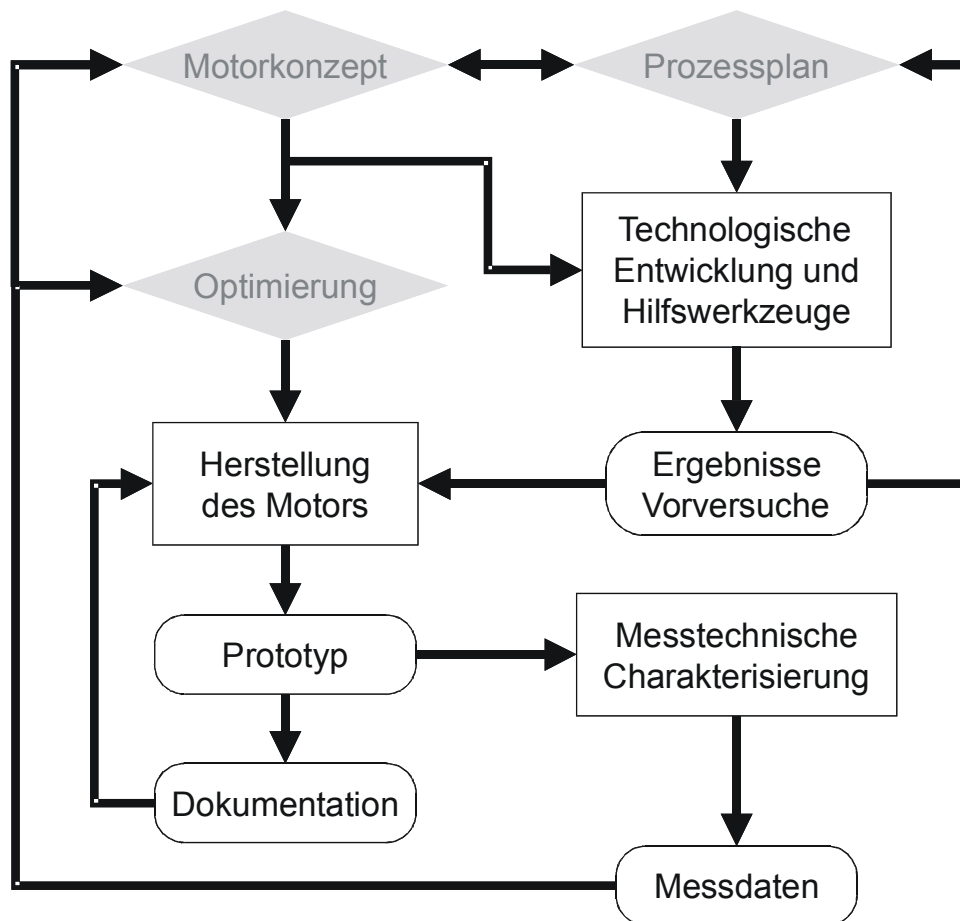 Motorkonzept
Prozessplan
Technologische
Entwicklung und
Hilfswerkzeuge
Optimierung
Herstellung
des Motors
Ergebnisse
Vorversuche
Prototyp
Messtechnische
Charakterisierung
Dokumentation
Messdaten